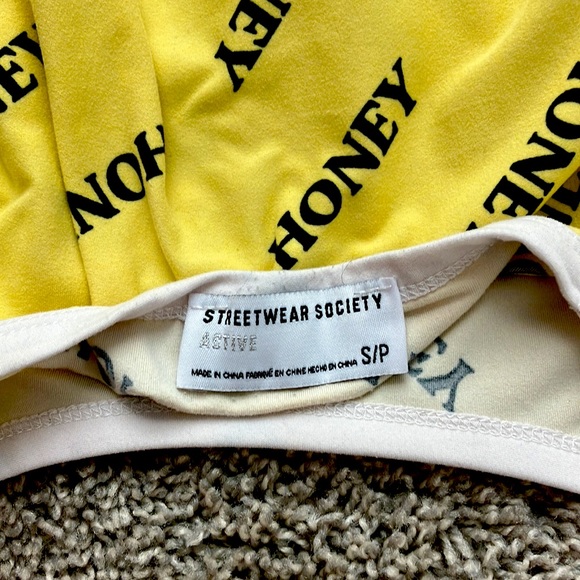 HONEY
HONEY
HONEY
HONEY
STREETWEAR SOCIETY
ACTIVE
S/P
MADE IN CHINA FABRIQUÉ EN CHINE HECHO EN CHINA